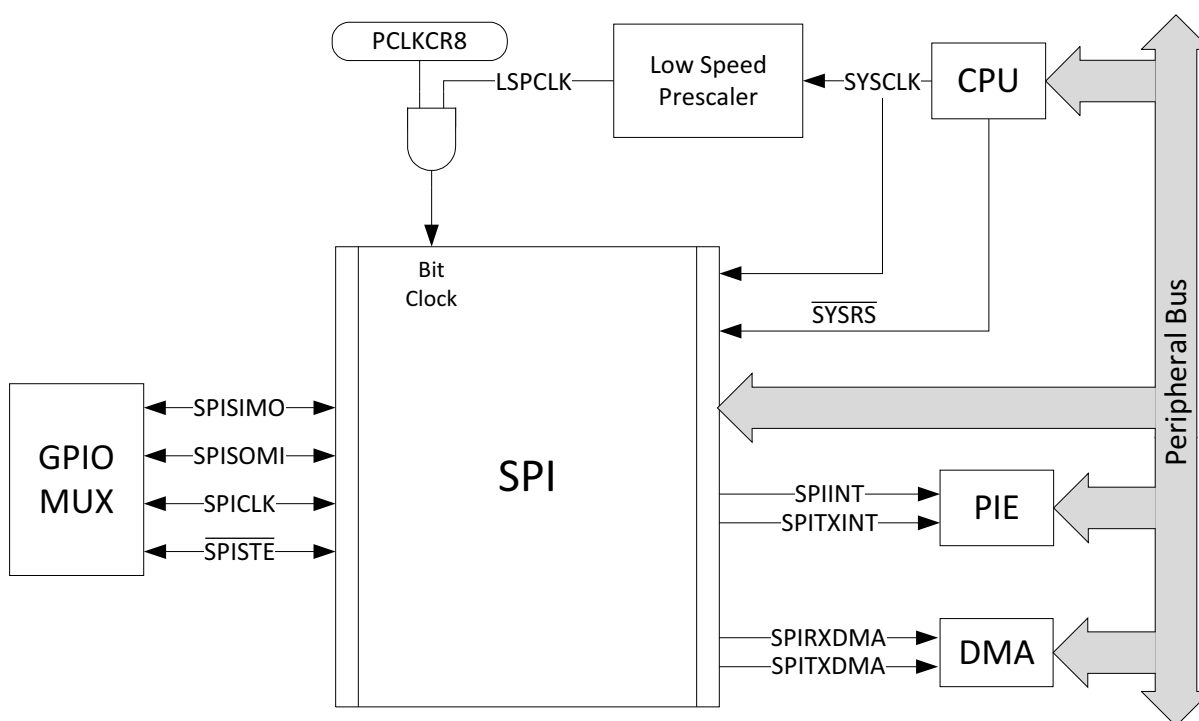 PCLKCR8
LSPCLK
Low Speed
Prescaler
SYSCLK
CPU
Bit
Clock
SYSRS
Peripheral Bus
GPIO
MUX
SPISIMO
SPISOMI
SPICLK
SPISTE
SPI
SPIINT
SPITXINT
PIE
SPIRXDMA
SPITXDMA
DMA